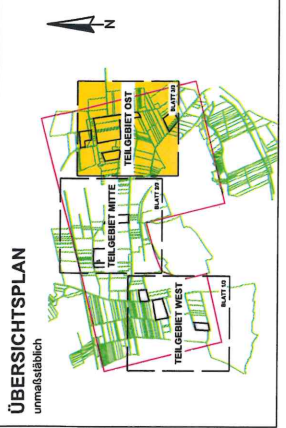 ÜBERSICHTSPLAN
unmaßstäblich
N
TEILGEBIET WEST
BLATT 1/3
TEILGEBIET MITTE
BLATT 2/3
TEILGEBIET OST
BLATT 3/3